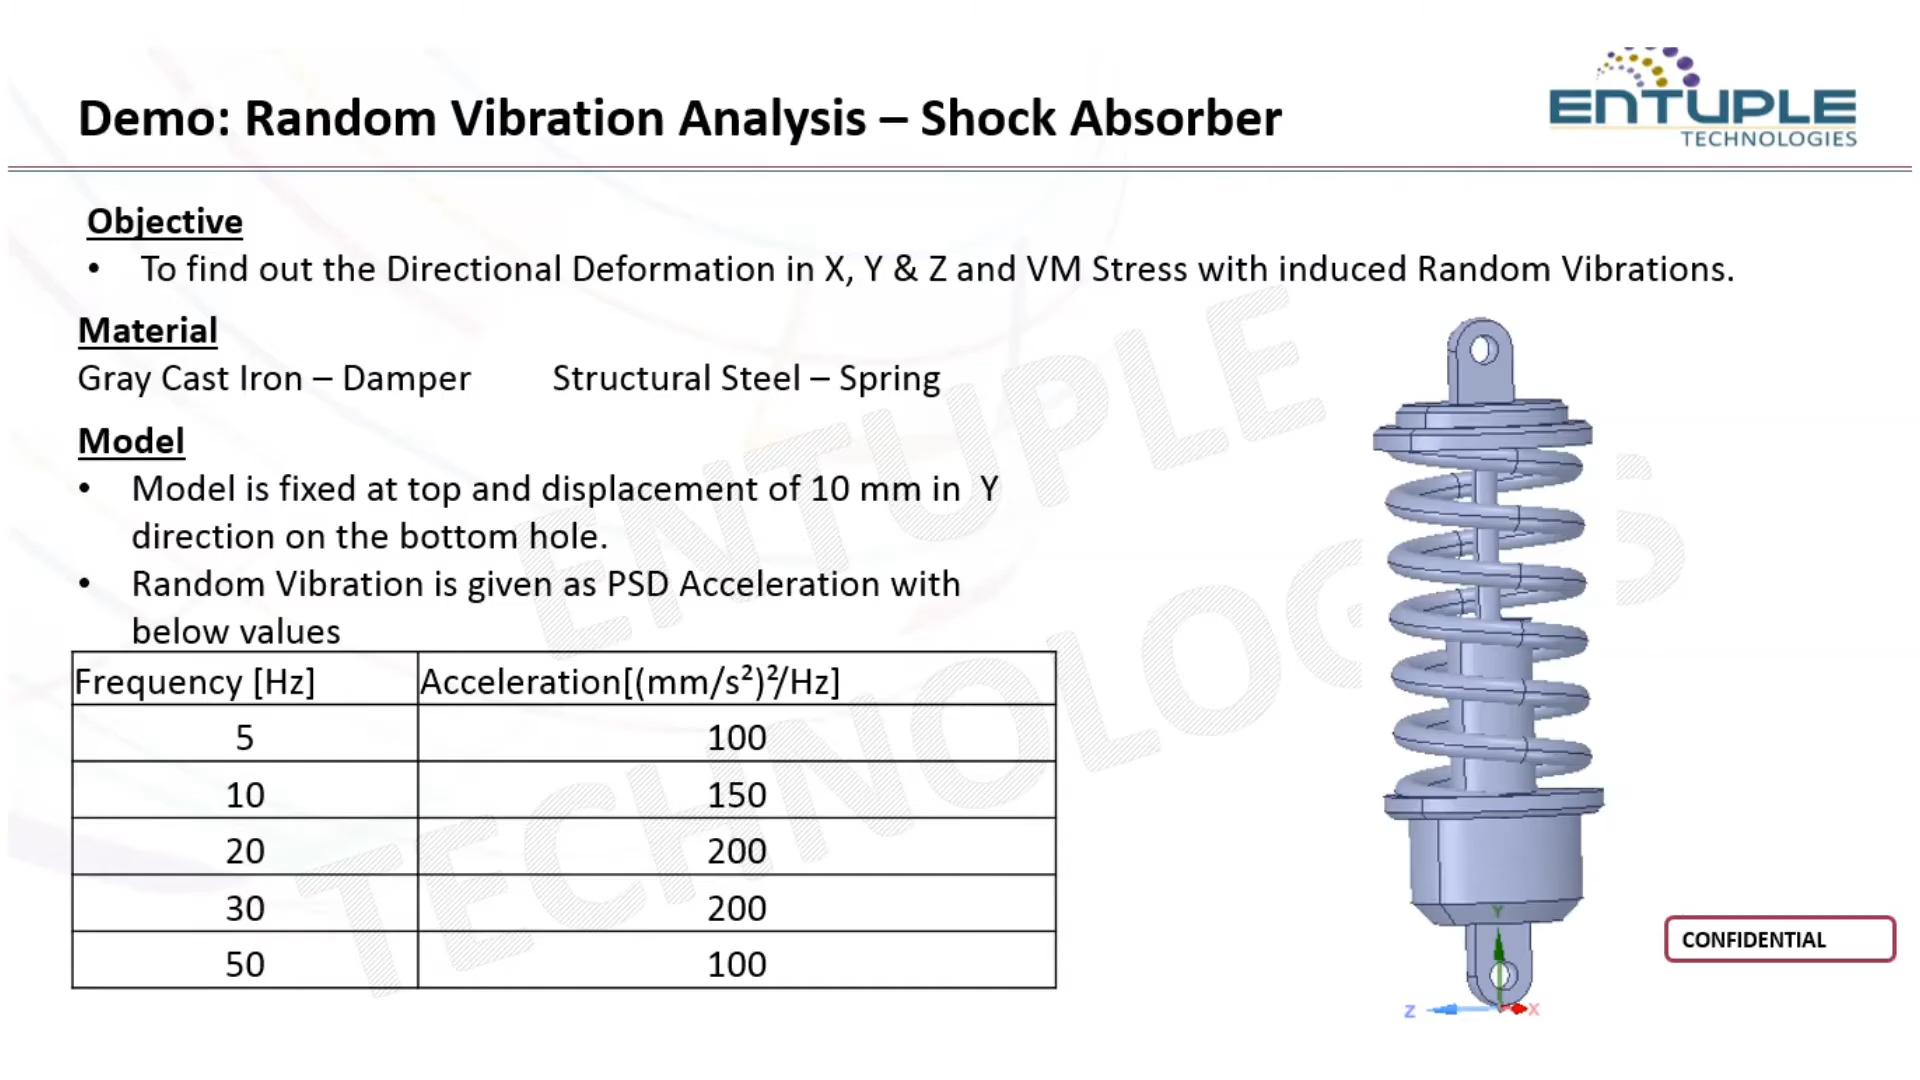 Demo: Random Vibration Analysis – Shock Absorber
ENTUPLE
TECHNOLOGIES
Objective
• To find out the Directional Deformation in X, Y & Z and VM Stress with induced Random Vibrations.
Material
Gray Cast Iron – Damper Structural Steel – Spring
Model
• Model is fixed at top and displacement of 10 mm in Y
direction on the bottom hole.
• Random Vibration is given as PSD Acceleration with
below values
Frequency [Hz] Acceleration[(mm/s²)²/Hz]
5 100
10 150
20 200
30 200
50 100
ENTUPLE
TECHNOLOGIES
Y
Z X
CONFIDENTIAL